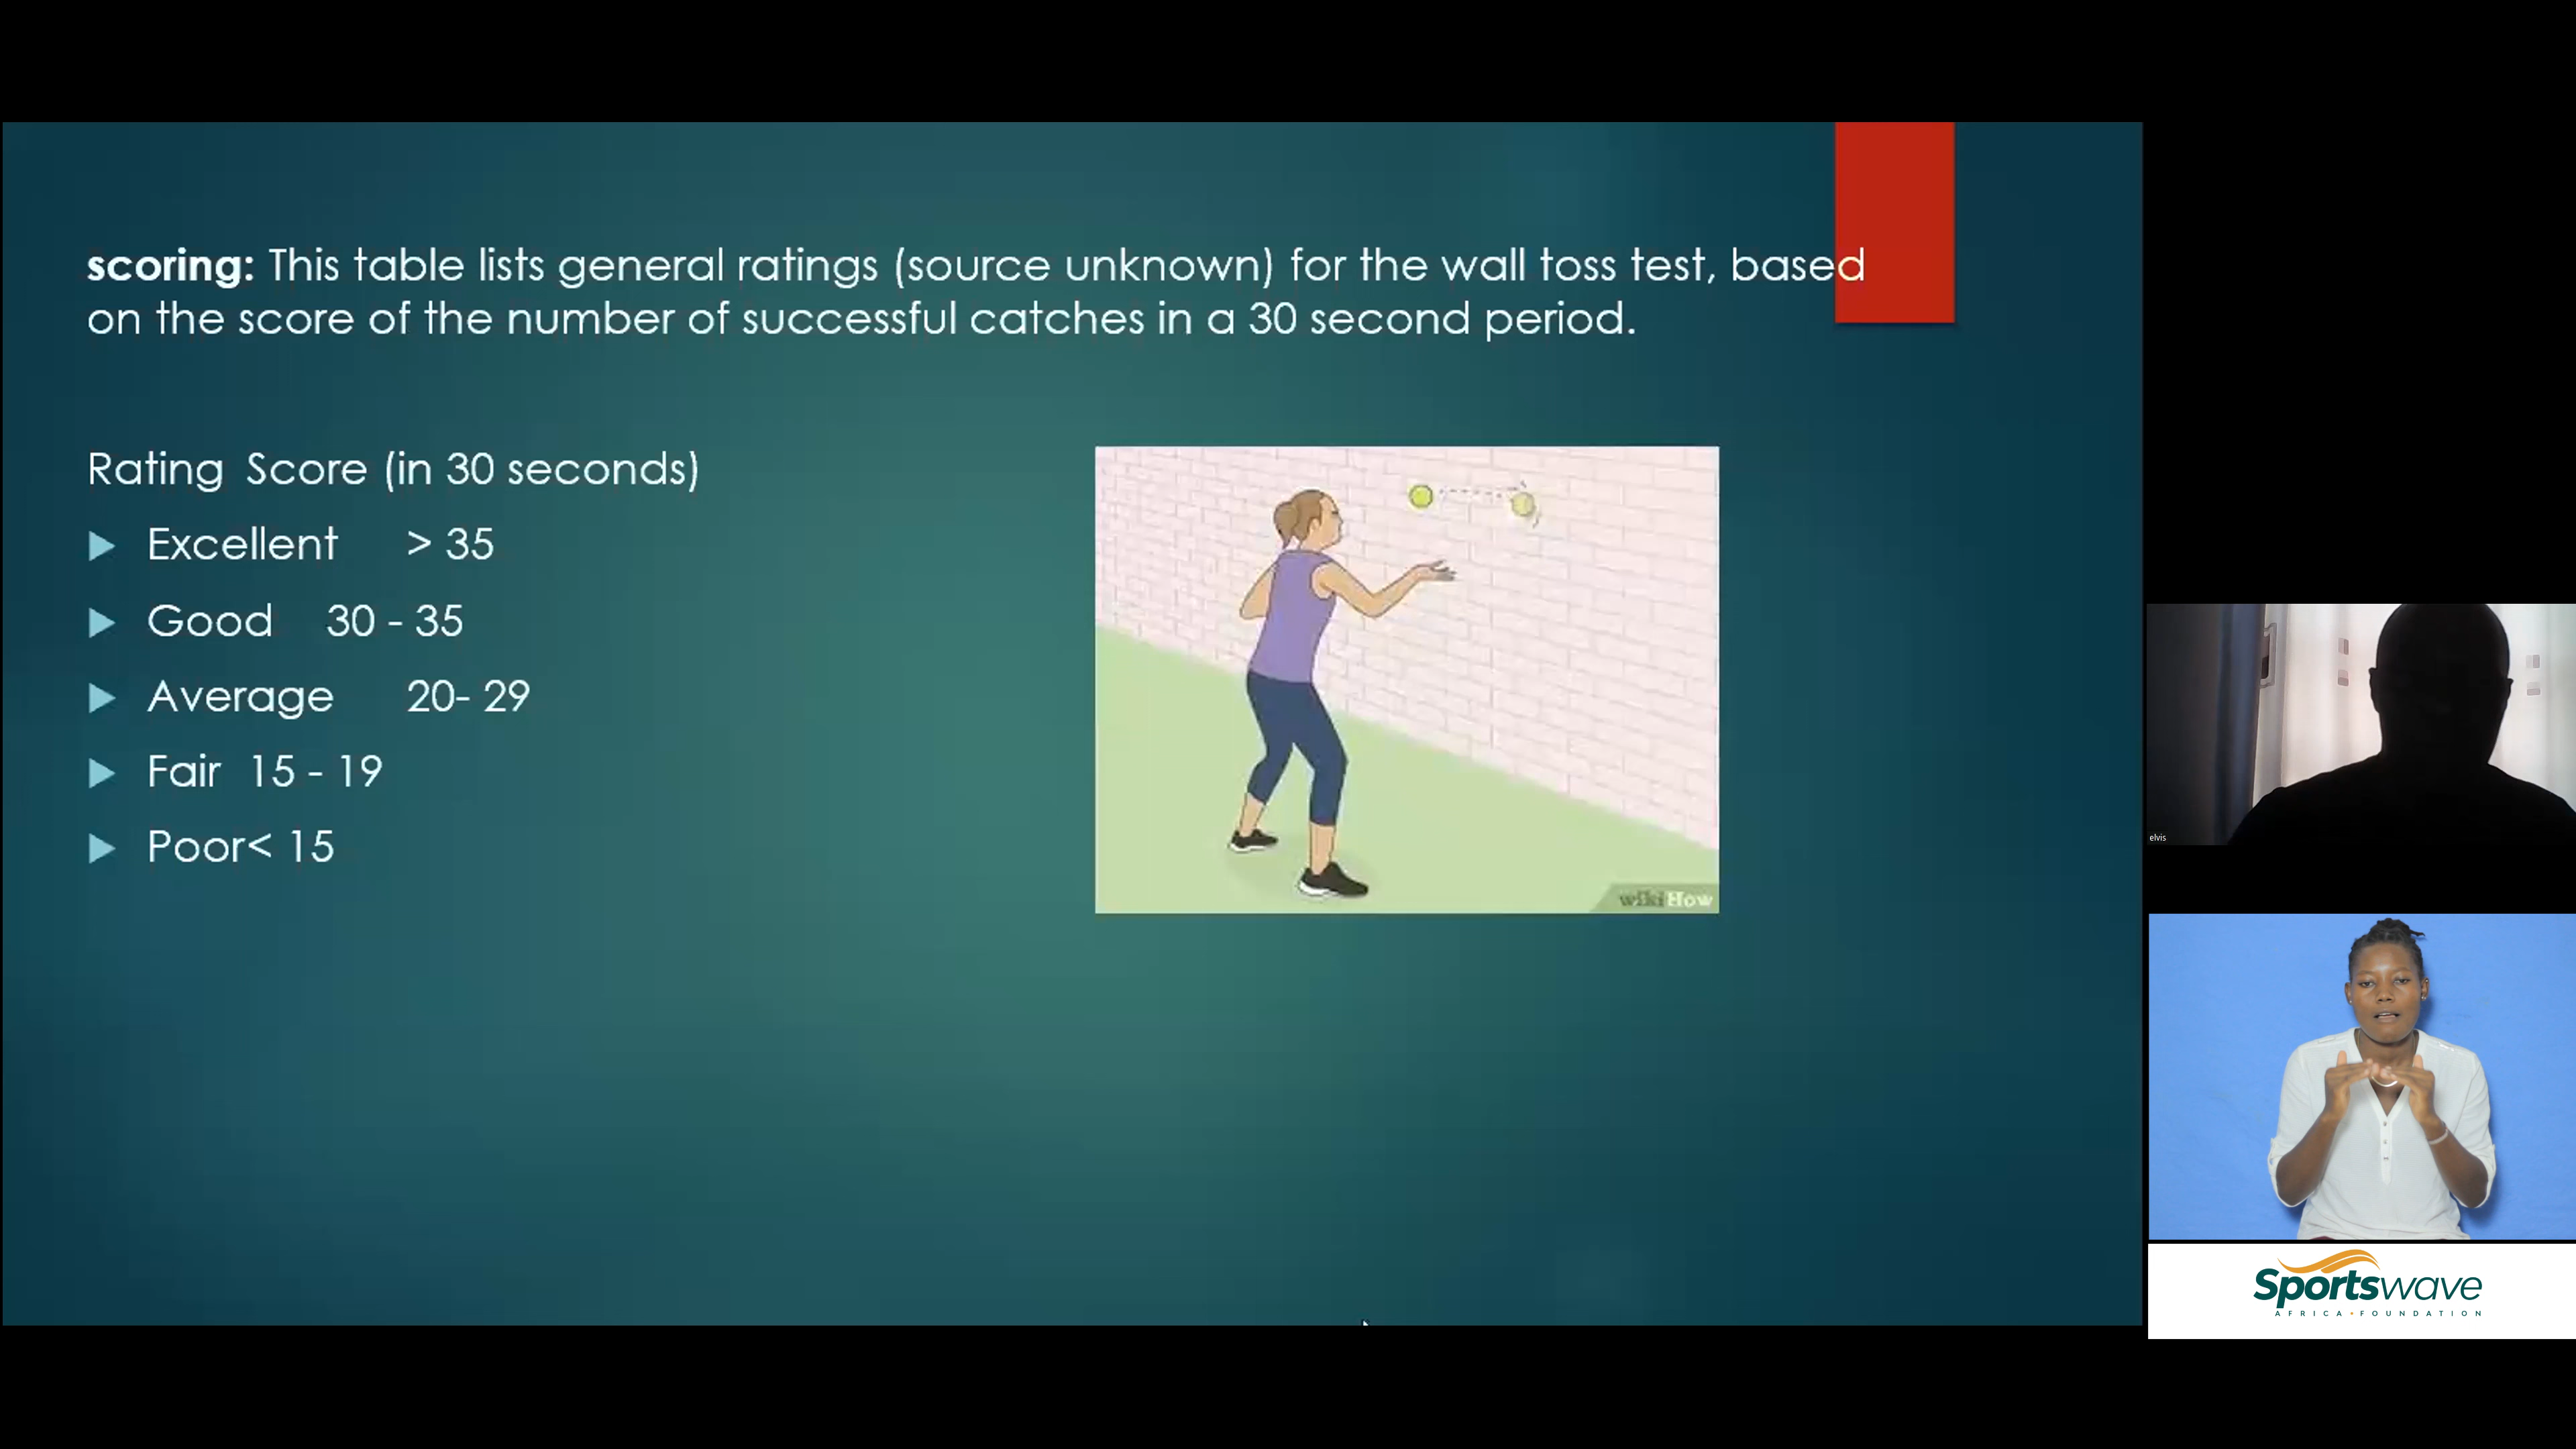 scoring: This table lists general ratings (source unknown) for the wall toss test, based
on the score of the number of successful catches in a 30 second period.
Rating Score (in 30 seconds)
Excellent > 35
Good 30 - 35
Average 20- 29
Fair 15 - 19
Poor< 15
wikiHow
elvis
Sportswave
AFRICA • FOUNDATION